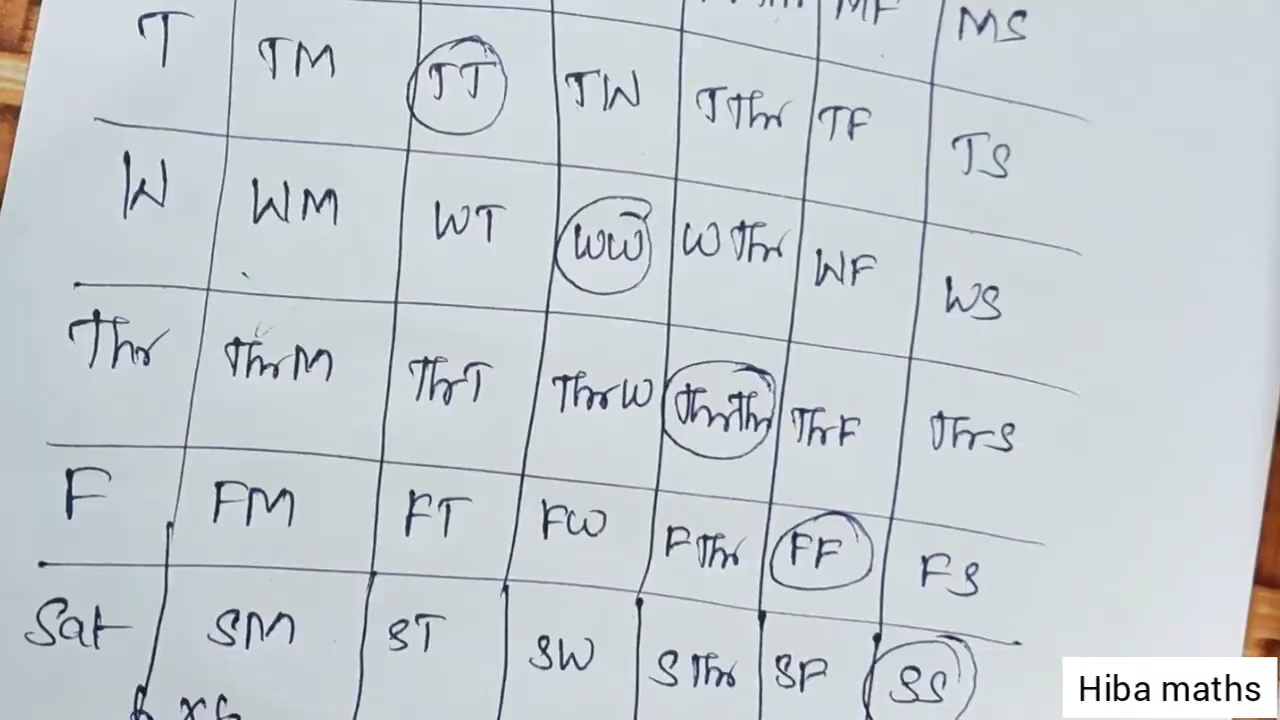 MF MS
T TM TT TW TThr TF TS
W WM WT WW WThr WF WS
Thr ThrM ThrT ThrW ThrThr ThrF ThrS
F FM FT FW FThr FF FS
Sat SM ST SW SThr SF SS
6x6
Hiba maths